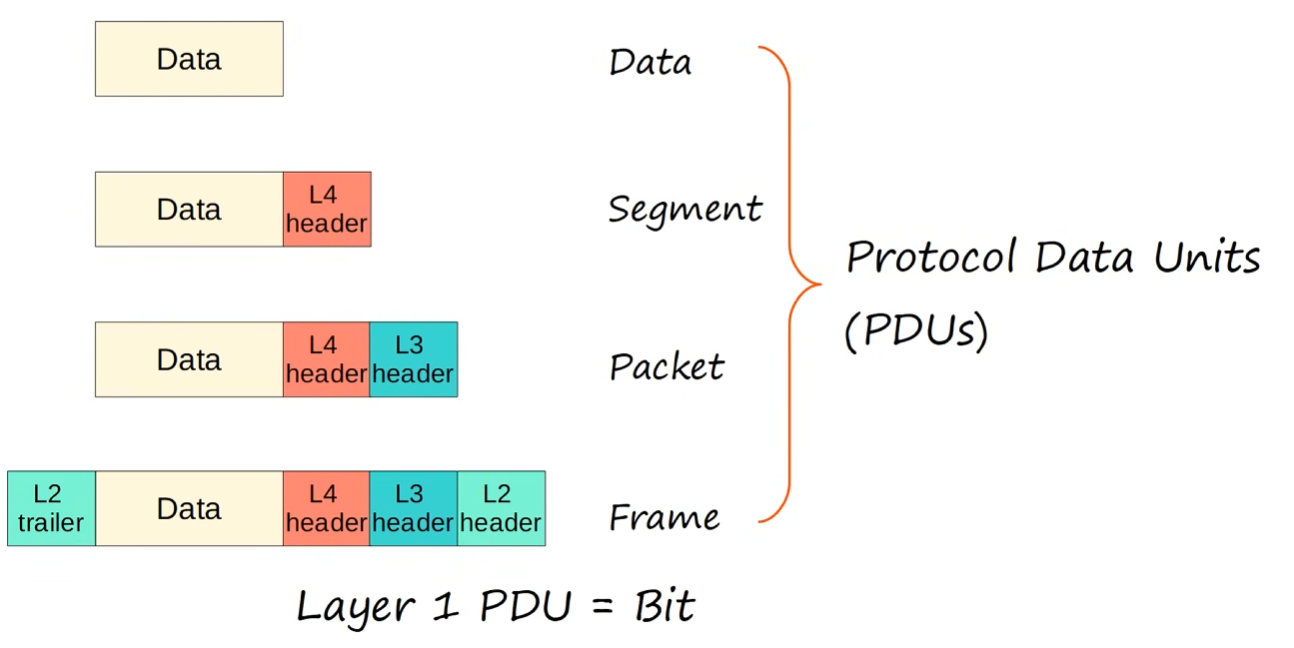 Data
Data
Data
L4
header
Segment
Protocol Data Units
(PDUs)
Data
L4
header
L3
header
Packet
L2
trailer
Data
L4
header
L3
header
L2
header
Frame
Layer 1 PDU = Bit